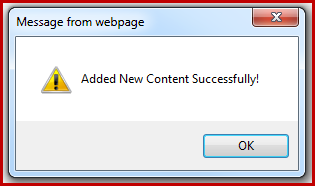 Message from webpage
Added New Content Successfully!
OK